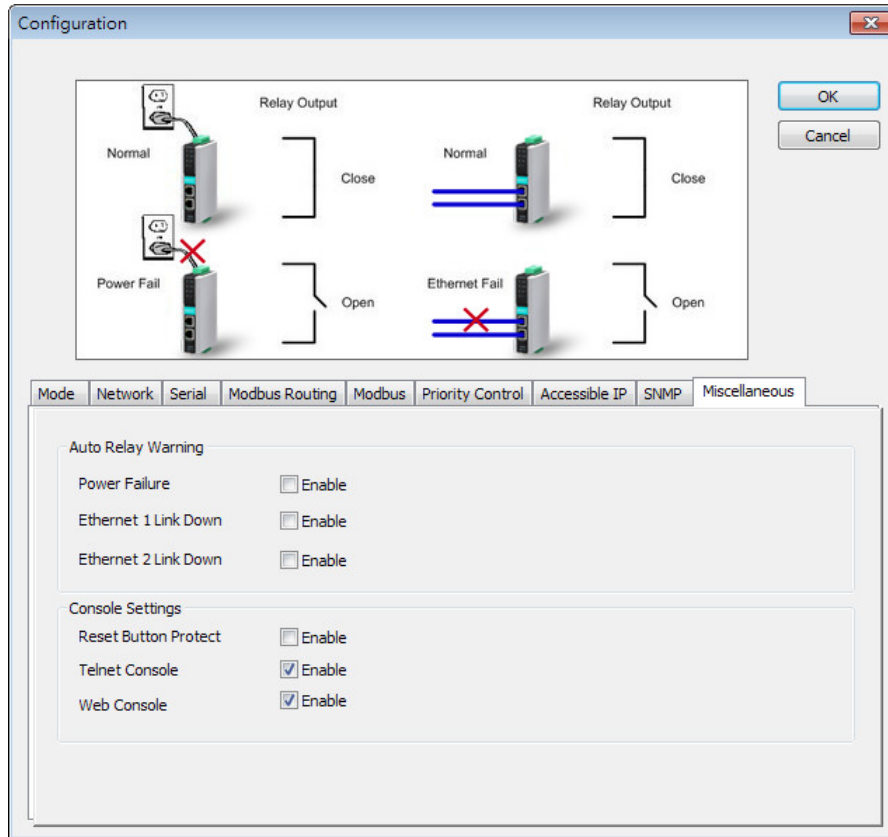 Configuration
OK
Cancel
Relay Output
Relay Output
Normal
Close
Normal
Close
Power Fail
Open
Ethernet Fail
Open
Mode Network Serial Modbus Routing Modbus Priority Control Accessible IP SNMP Miscellaneous
Auto Relay Warning
Power Failure Enable
Ethernet 1 Link Down Enable
Ethernet 2 Link Down Enable
Console Settings
Reset Button Protect Enable
Telnet Console Enable
Web Console Enable